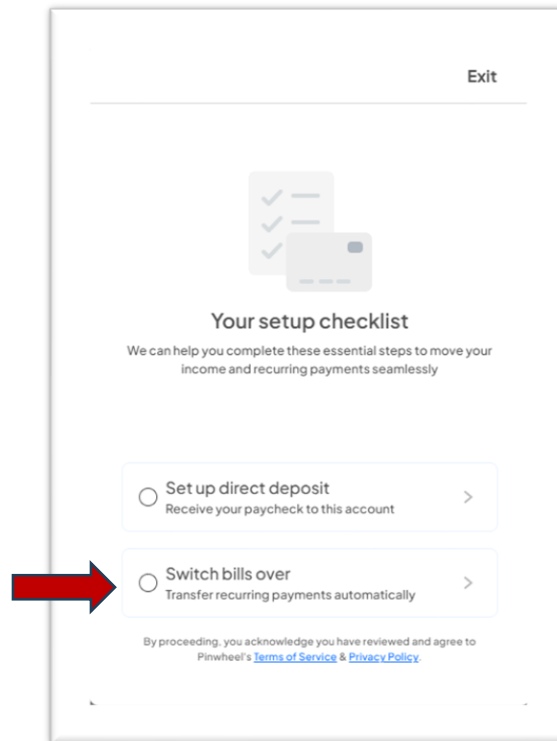 Exit
Your setup checklist
We can help you complete these essential steps to move your
income and recurring payments seamlessly
Set up direct deposit
Receive your paycheck to this account
Switch bills over
Transfer recurring payments automatically
By proceeding, you acknowledge you have reviewed and agree to
Pinwheel's Terms of Service & Privacy Policy.